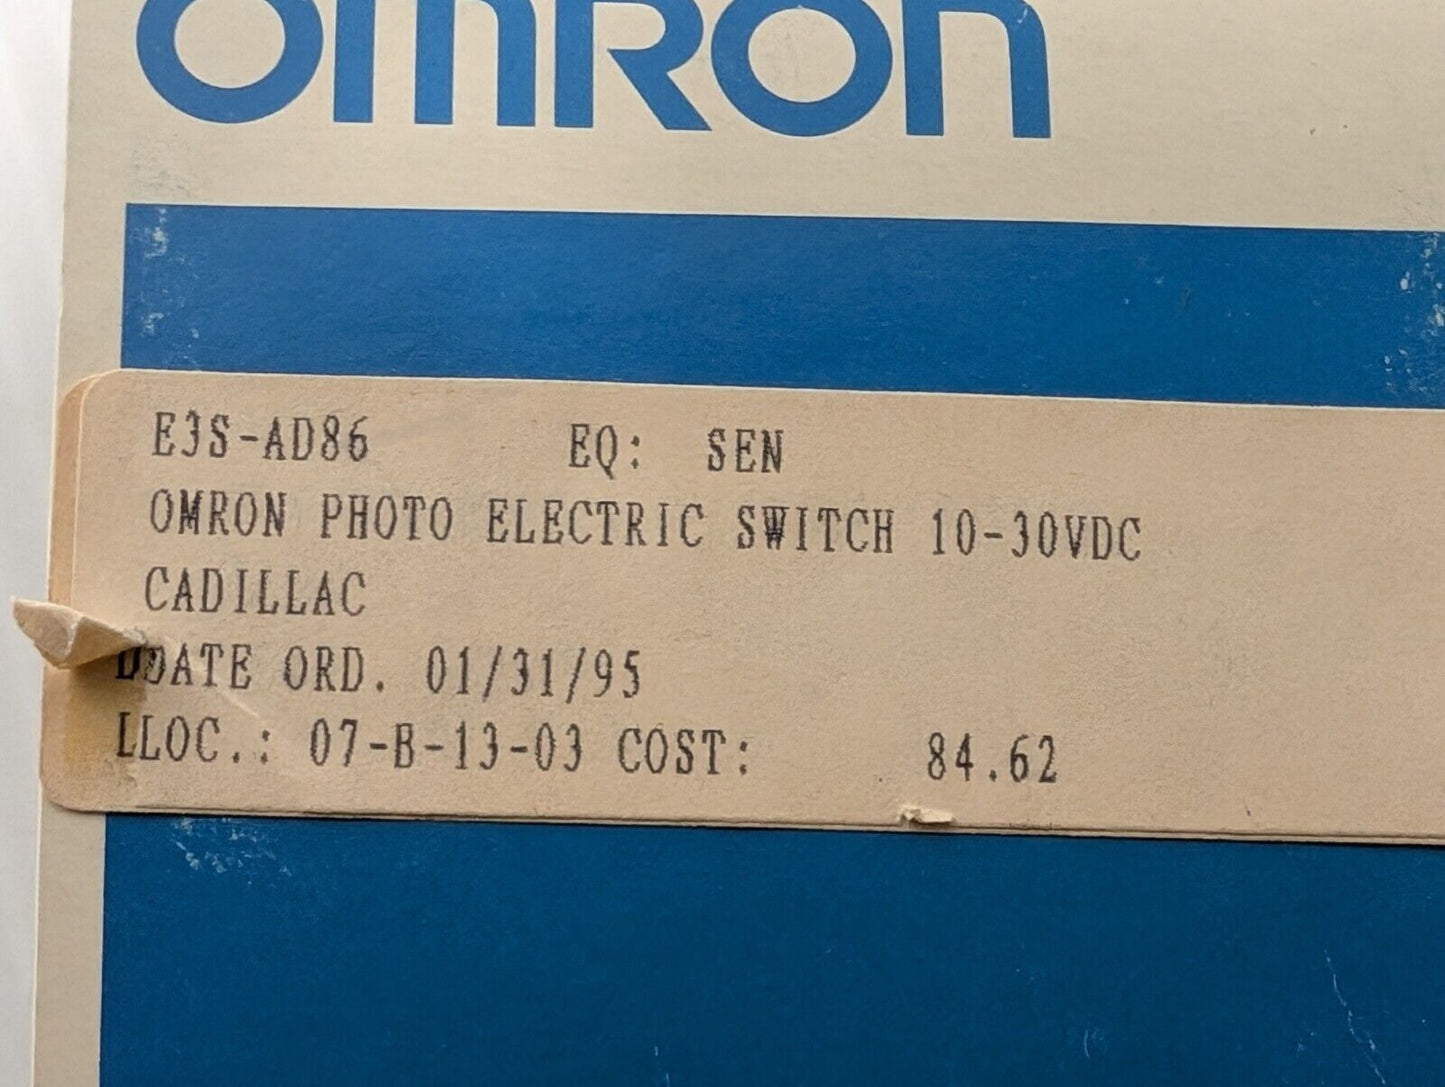 OMRON
E3S-AD86 EQ: SEN
OMRON PHOTO ELECTRIC SWITCH 10-30VDC
CADILLAC
DDATE ORD. 01/31/95
LLOC.: 07-B-13-03 COST: 84.62